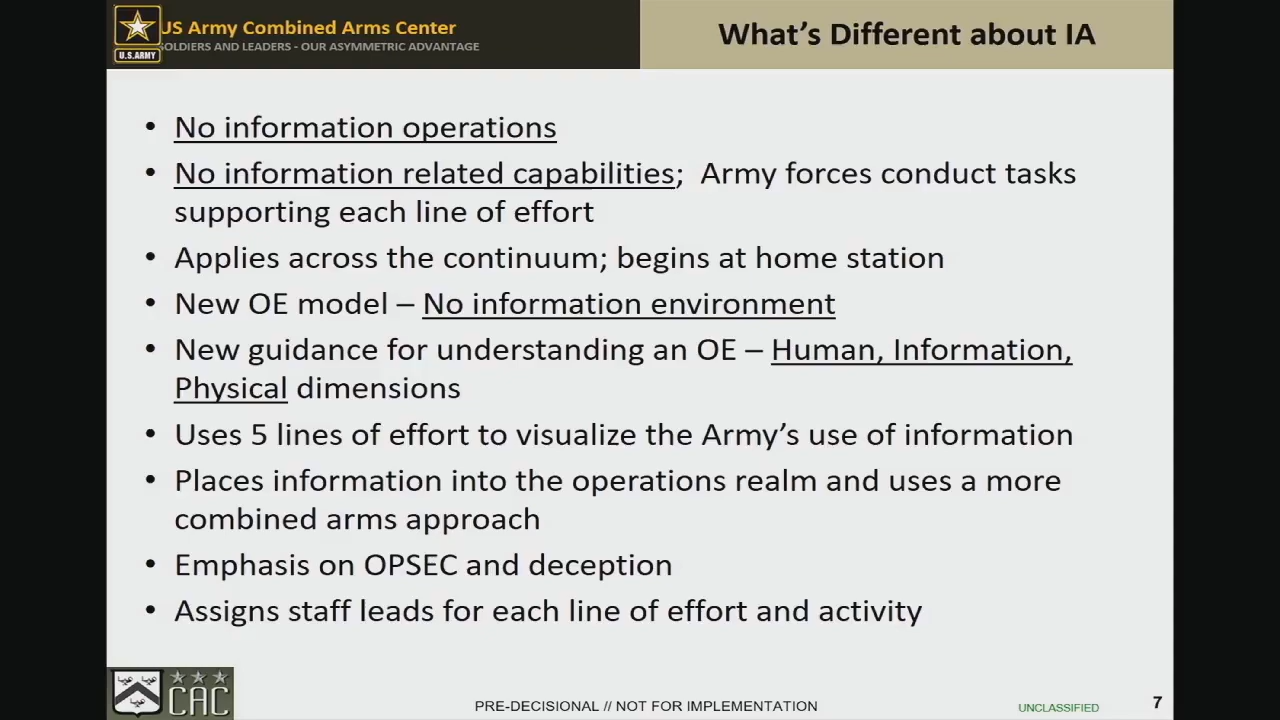 US Army Combined Arms Center
SOLDIERS AND LEADERS - OUR ASYMMETRIC ADVANTAGE
U.S.ARMY
What's Different about IA
• No information operations
• No information related capabilities;  Army forces conduct tasks
supporting each line of effort
• Applies across the continuum; begins at home station
• New OE model – No information environment
• New guidance for understanding an OE – Human, Information,
Physical dimensions
• Uses 5 lines of effort to visualize the Army's use of information
• Places information into the operations realm and uses a more
combined arms approach
• Emphasis on OPSEC and deception
• Assigns staff leads for each line of effort and activity
CAC
PRE-DECISIONAL // NOT FOR IMPLEMENTATION
UNCLASSIFIED
7